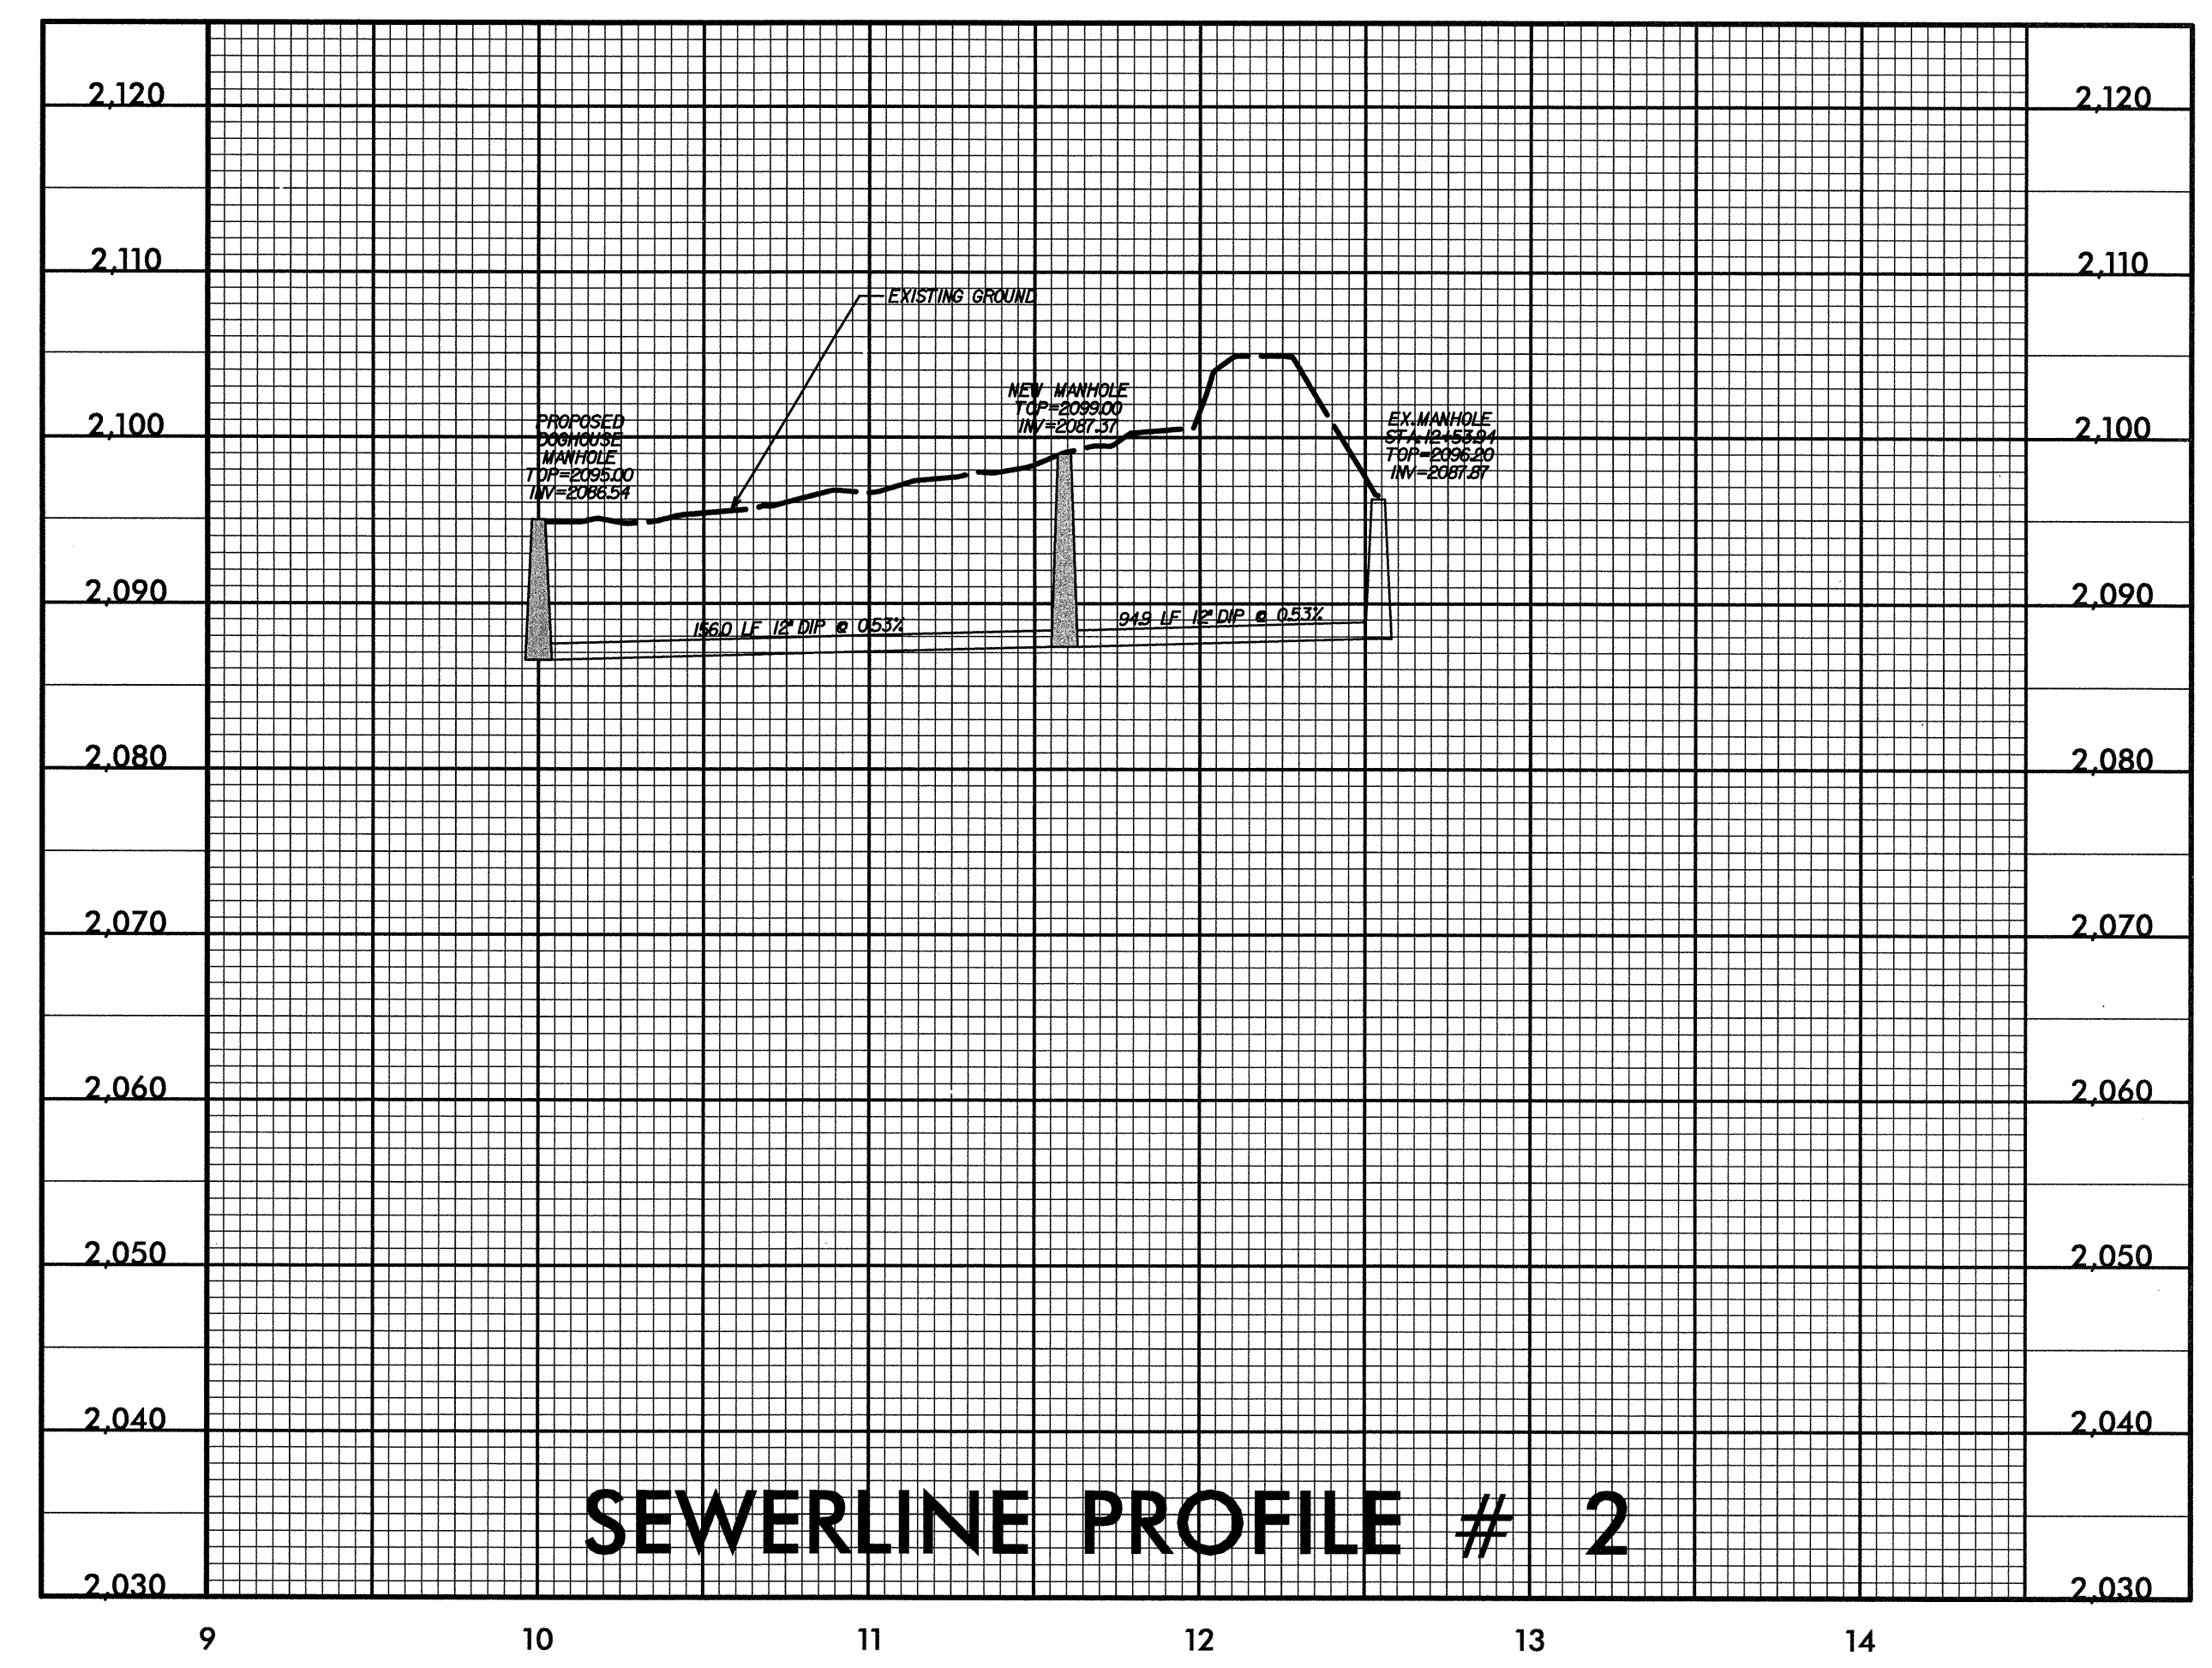 2,120 2,120
2,110 2,110
EXISTING GROUND
NEW MANHOLE
TOP=2099.00
INV=2087.37
PROPOSED
DOGHOUSE
MANHOLE
TOP=2095.00
INV=2086.54
EX. MANHOLE
STA. 12+53.94
TOP=2096.20
INV=2087.87
2,100 2,100
2,090 2,090
156.0 LF 12" DIP @ 0.53%
94.9 LF 12" DIP @ 0.53%
2,080 2,080
2,070 2,070
2,060 2,060
2,050 2,050
2,040 2,040
SEWERLINE PROFILE # 2
2,030 2,030
9 10 11 12 13 14